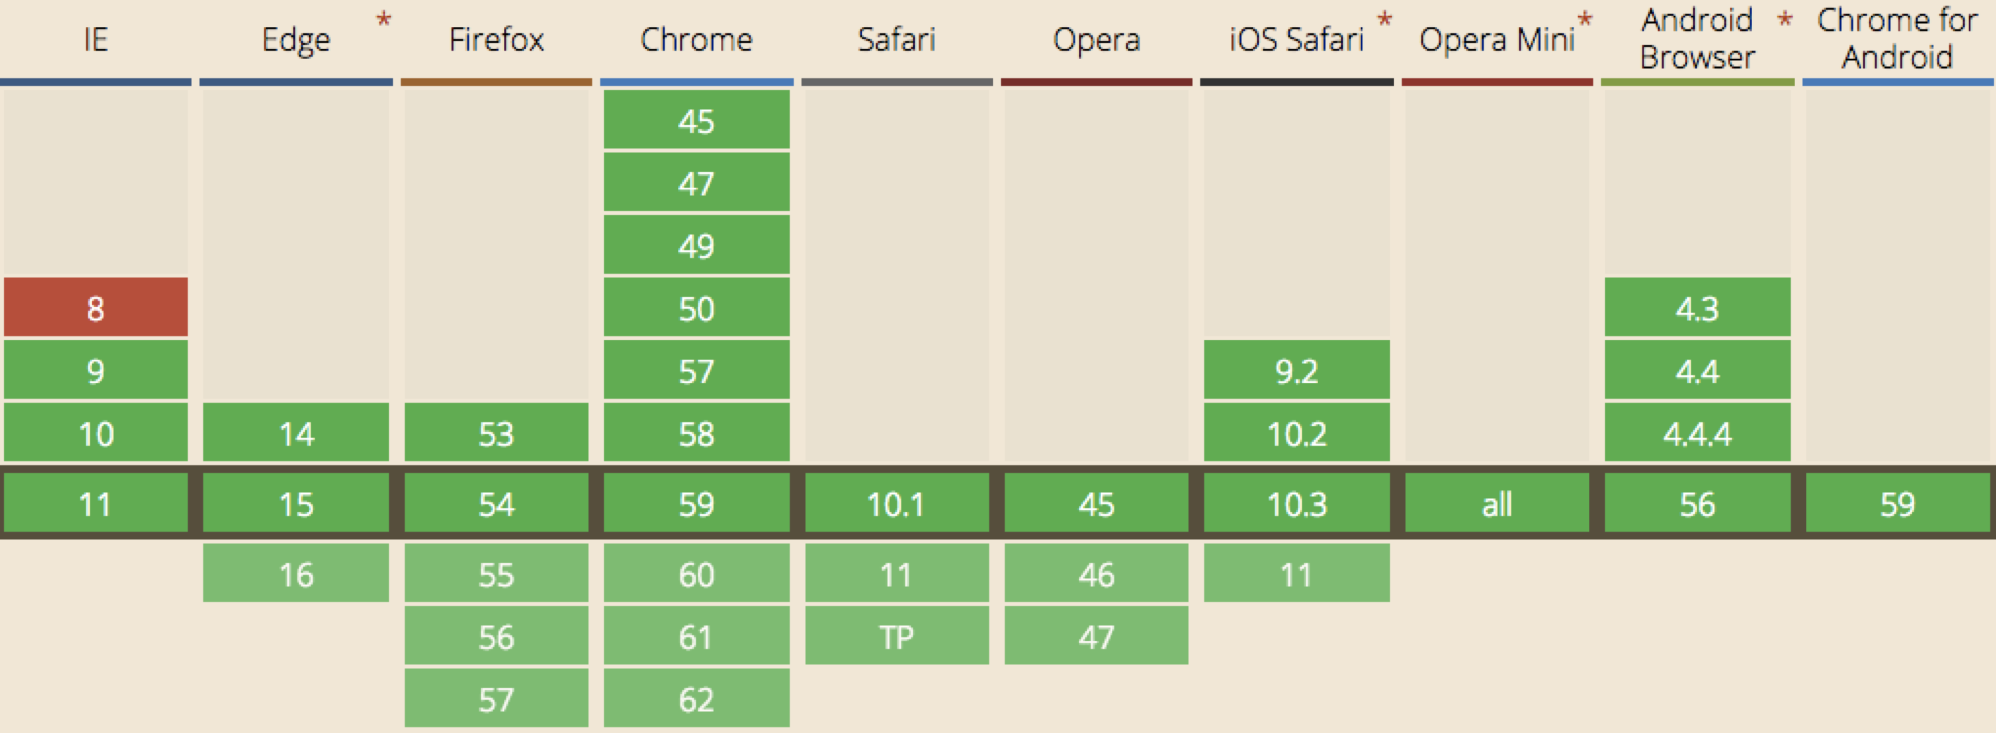 IE Edge * Firefox Chrome Safari Opera iOS Safari * Opera Mini * Android Browser * Chrome for Android
45
47
49
8 50 4.3
9 57 9.2 4.4
10 14 53 58 10.2 4.4.4
11 15 54 59 10.1 45 10.3 all 56 59
16 55 60 11 46 11
56 61 TP 47
57 62